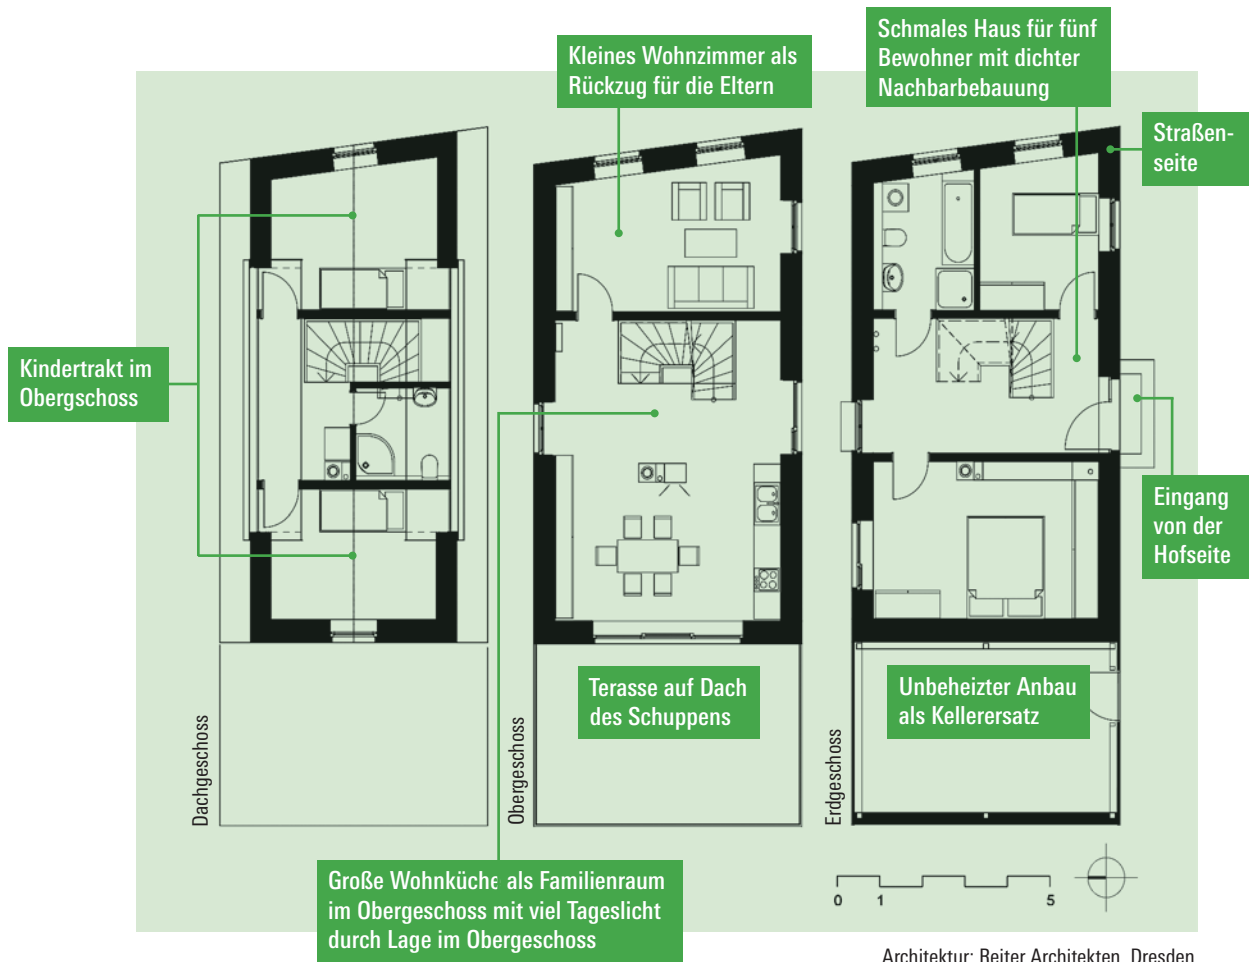 Schmales Haus für fünf
Bewohner mit dichter
Nachbarbebauung
Kleines Wohnzimmer als
Rückzug für die Eltern
Straßen-
seite
Kindertrakt im
Obergschoss
Eingang
von der
Hofseite
Terasse auf Dach
des Schuppens
Unbeheizter Anbau
als Kellerersatz
Dachgeschoss
Obergeschoss
Erdgeschoss
Große Wohnküche als Familienraum
im Obergeschoss mit viel Tageslicht
durch Lage im Obergeschoss
0 1 5
Architektur: Reiter Architekten, Dresden